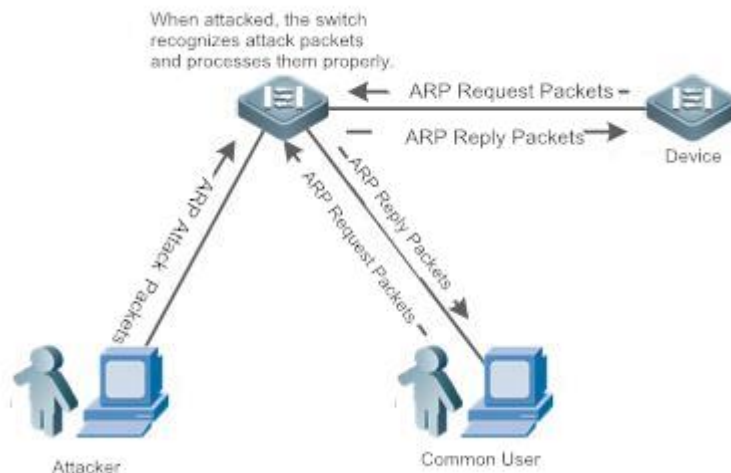 When attacked, the switch
recognizes attack packets
and processes them properly.
ARP Request Packets
ARP Reply Packets
Device
ARP Attack Packets
ARP Reply Packets
ARP Request Packets
Attacker
Common User